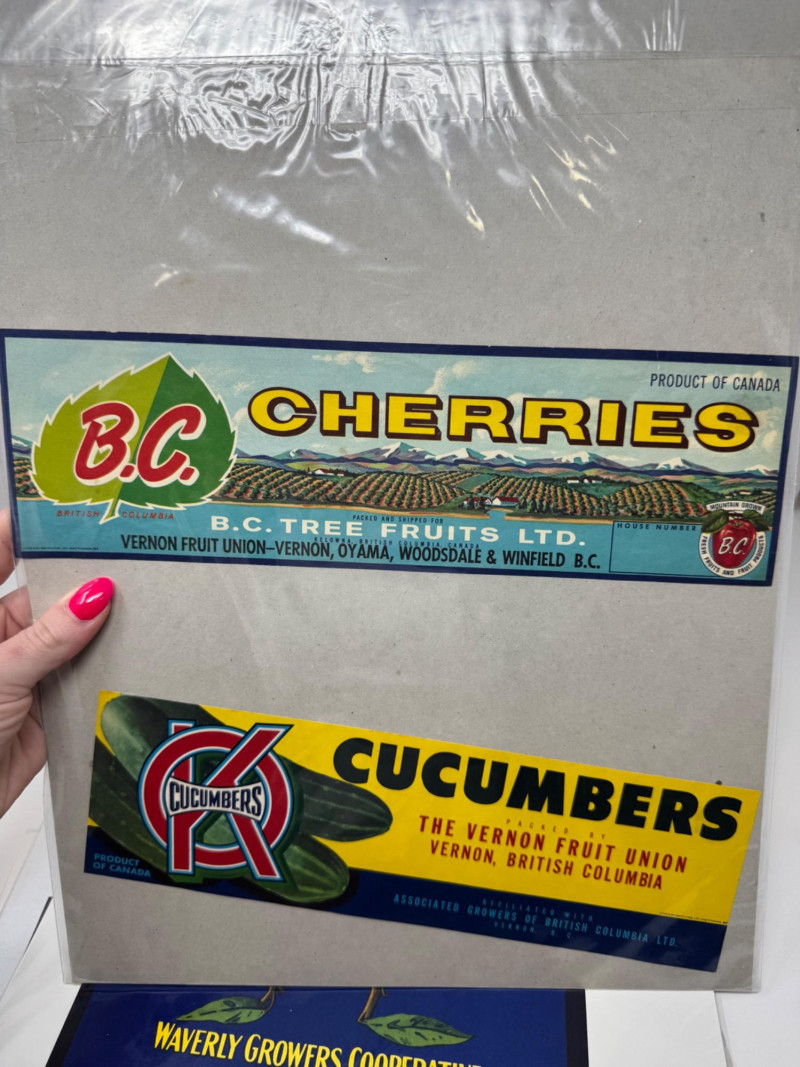 PRODUCT OF CANADA
B.C.
CHERRIES
BRITISH COLUMBIA
PACKED AND SHIPPED FOR
B.C. TREE FRUITS LTD.
KELOWNA, BRITISH COLUMBIA, CANADA
VERNON FRUIT UNION–VERNON, OYAMA, WOODSDALE & WINFIELD B.C.
HOUSE NUMBER
MOUNTAIN GROWN
B.C.
FRESH FRUITS AND FRUIT PRODUCTS
OK
CUCUMBERS
CUCUMBERS
PACKED BY
THE VERNON FRUIT UNION
VERNON, BRITISH COLUMBIA
PRODUCT
OF CANADA
AFFILIATED WITH
ASSOCIATED GROWERS OF BRITISH COLUMBIA LTD.
VERNON, B.C.
WAVERLY GROWERS COOPERATIVE